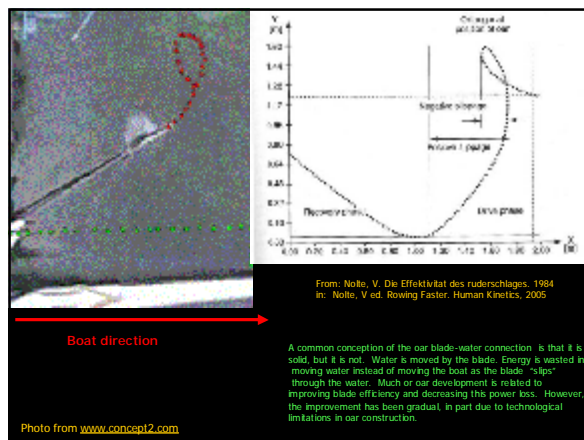 Y
Orthogonal
position of oar
Negative slippage
Positive slippage
Recovery phase
Drive phase
X
From: Nolte, V. Die Effektivitat des ruderschlages. 1984
in: Nolte, V ed. Rowing Faster. Human Kinetics, 2005
Boat direction
A common conception of the oar blade-water connection is that it is
solid, but it is not. Water is moved by the blade. Energy is wasted in
moving water instead of moving the boat as the blade "slips"
through the water. Much or oar development is related to
improving blade efficiency and decreasing this power loss. However,
the improvement has been gradual, in part due to technological
limitations in oar construction.
Photo from www.concept2.com